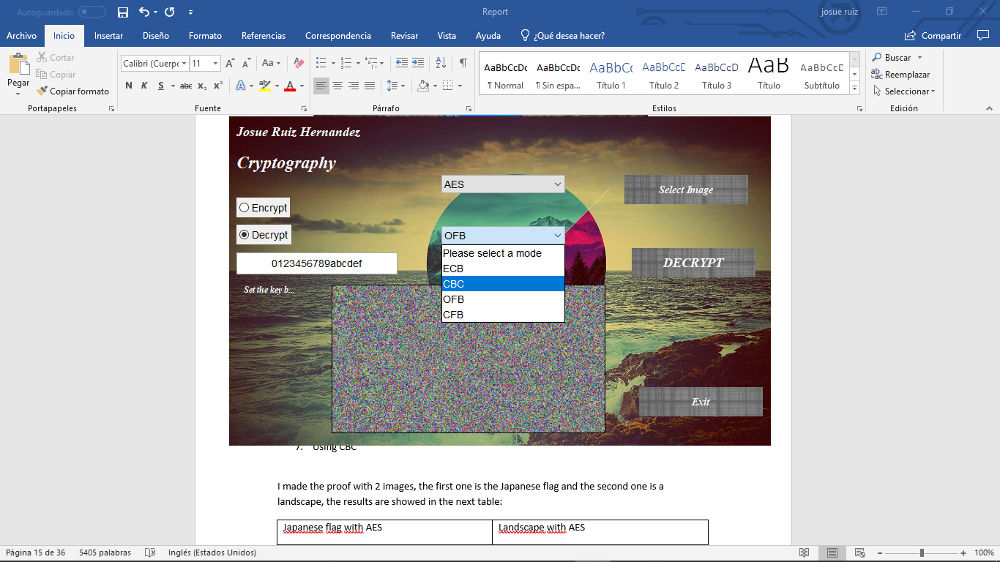 Autoguardado
Report
josue ruiz
Archivo Inicio Insertar Diseño Formato Referencias Correspondencia Revisar Vista Ayuda ¿Qué desea hacer? Compartir
Pegar
Cortar
Copiar
Copiar formato
Portapapeles
Calibri (Cuerpo 11
Aa
N K S abc x₂ x²
Fuente
Párrafo
AaBbCcDc AaBbCcDc AaBbCc AaBbCcD AaBbCcD AaB AaBbCcD
¶ Normal ¶ Sin espa... Título 1 Título 2 Título 3 Título Subtítulo
Estilos
Buscar
Reemplazar
Seleccionar
Edición
Josue Ruiz Hernandez
Cryptography
AES
Select Image
Encrypt
Decrypt
OFB
Please select a mode
ECB
CBC
OFB
CFB
0123456789abcdef
DECRYPT
Set the key b...
Exit
7. Using CBC
I made the proof with 2 images, the first one is the Japanese flag and the second one is a
landscape, the results are showed in the next table:
Japanese flag with AES Landscape with AES
Página 15 de 36 5405 palabras Inglés (Estados Unidos) 100%